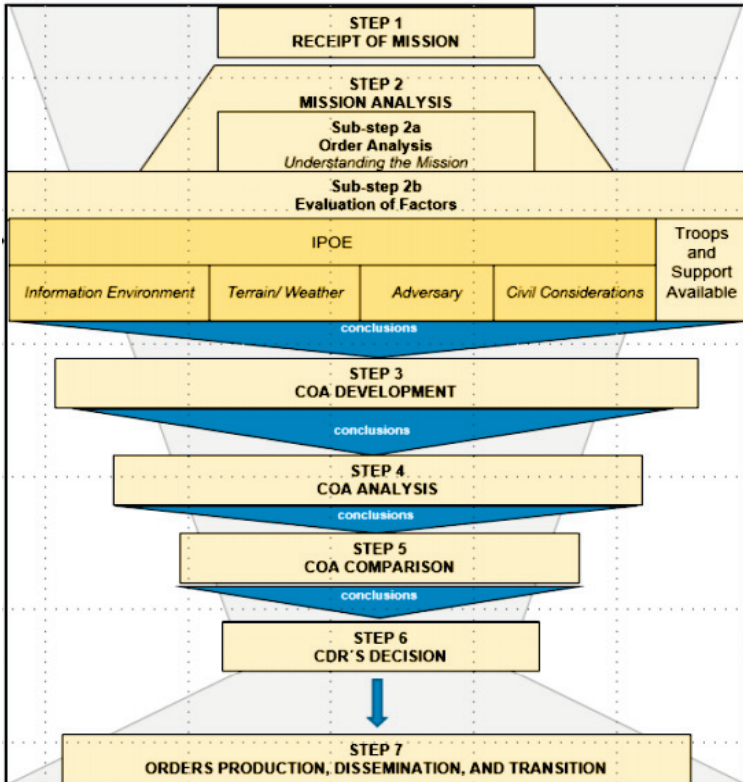 STEP 1
RECEIPT OF MISSION
STEP 2
MISSION ANALYSIS
Sub-step 2a
Order Analysis
Understanding the Mission
Sub-step 2b
Evaluation of Factors
IPOE
Troops
and
Support
Available
Information Environment
Terrain/ Weather
Adversary
Civil Considerations
conclusions
STEP 3
COA DEVELOPMENT
conclusions
STEP 4
COA ANALYSIS
conclusions
STEP 5
COA COMPARISON
conclusions
STEP 6
CDR´S DECISION
STEP 7
ORDERS PRODUCTION, DISSEMINATION, AND TRANSITION